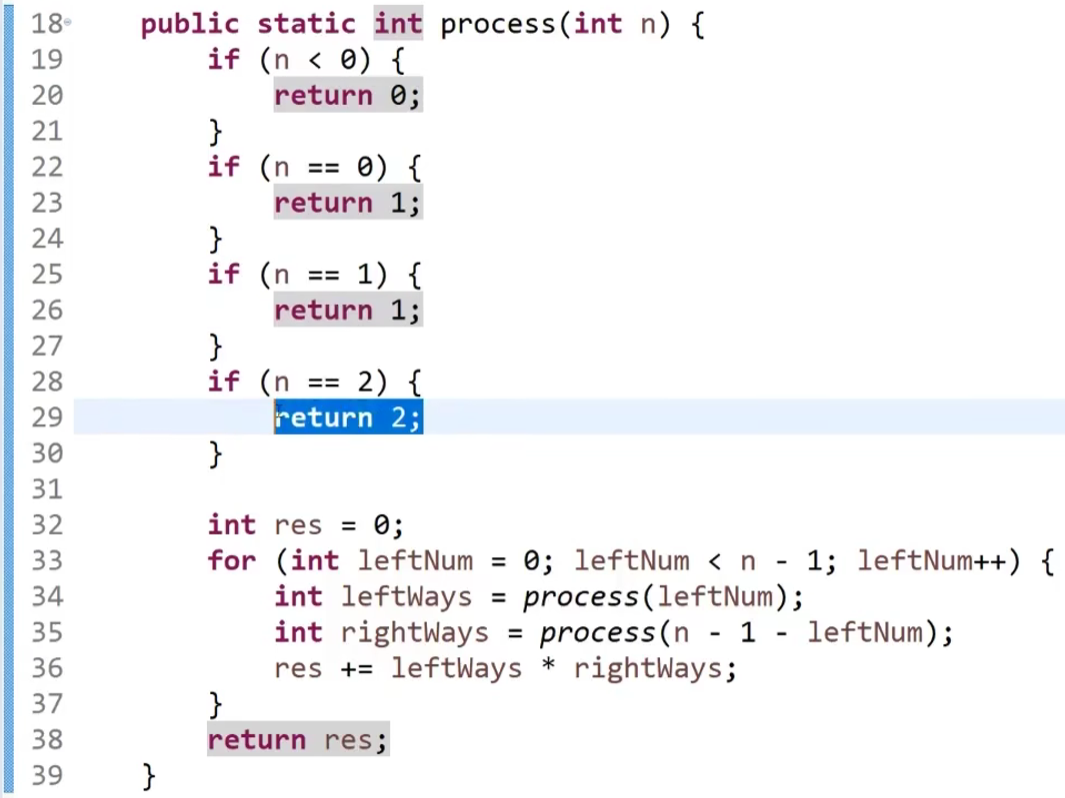 18 public static int process(int n) {
19 if (n < 0) {
20 return 0;
21 }
22 if (n == 0) {
23 return 1;
24 }
25 if (n == 1) {
26 return 1;
27 }
28 if (n == 2) {
29 return 2;
30 }
31
32 int res = 0;
33 for (int leftNum = 0; leftNum < n - 1; leftNum++) {
34 int leftWays = process(leftNum);
35 int rightWays = process(n - 1 - leftNum);
36 res += leftWays * rightWays;
37 }
38 return res;
39 }